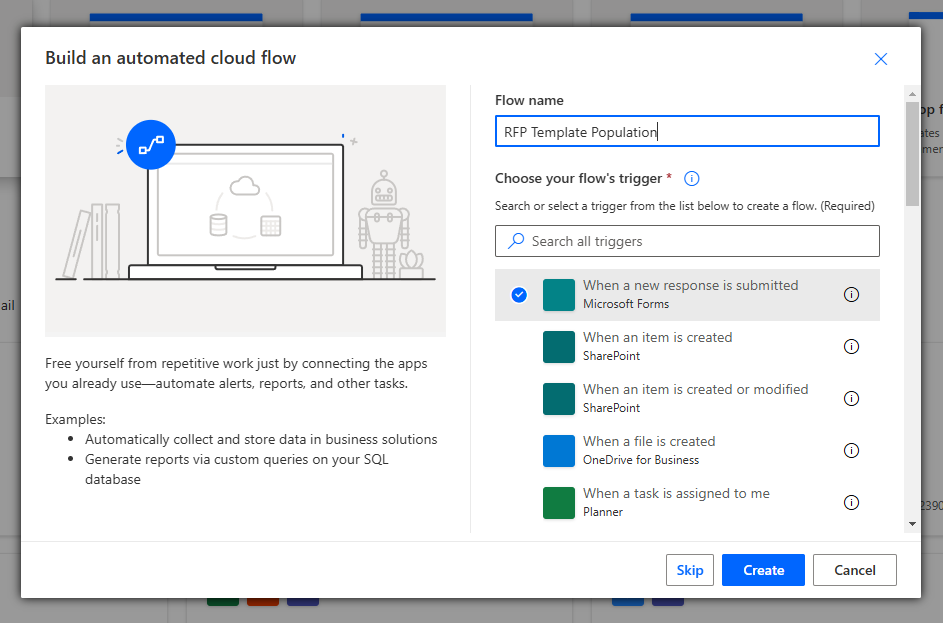 Build an automated cloud flow
Free yourself from repetitive work just by connecting the apps
you already use—automate alerts, reports, and other tasks.
Examples:
Automatically collect and store data in business solutions
Generate reports via custom queries on your SQL
database
Flow name
RFP Template Population
Choose your flow's trigger *
Search or select a trigger from the list below to create a flow. (Required)
Search all triggers
When a new response is submitted
Microsoft Forms
When an item is created
SharePoint
When an item is created or modified
SharePoint
When a file is created
OneDrive for Business
When a task is assigned to me
Planner
Skip
Create
Cancel